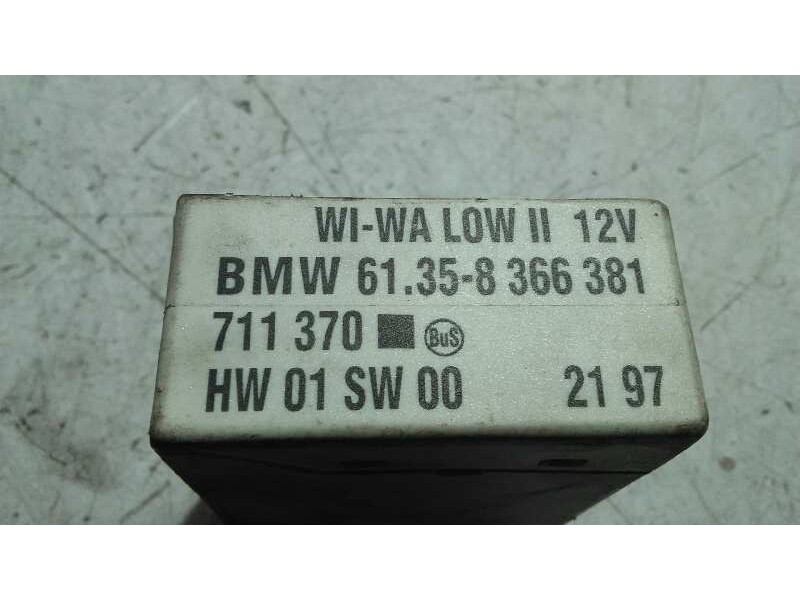 WI-WA LOW II 12V
BMW 61.35-8 366 381
711 370 BuS
HW 01 SW 00 21 97